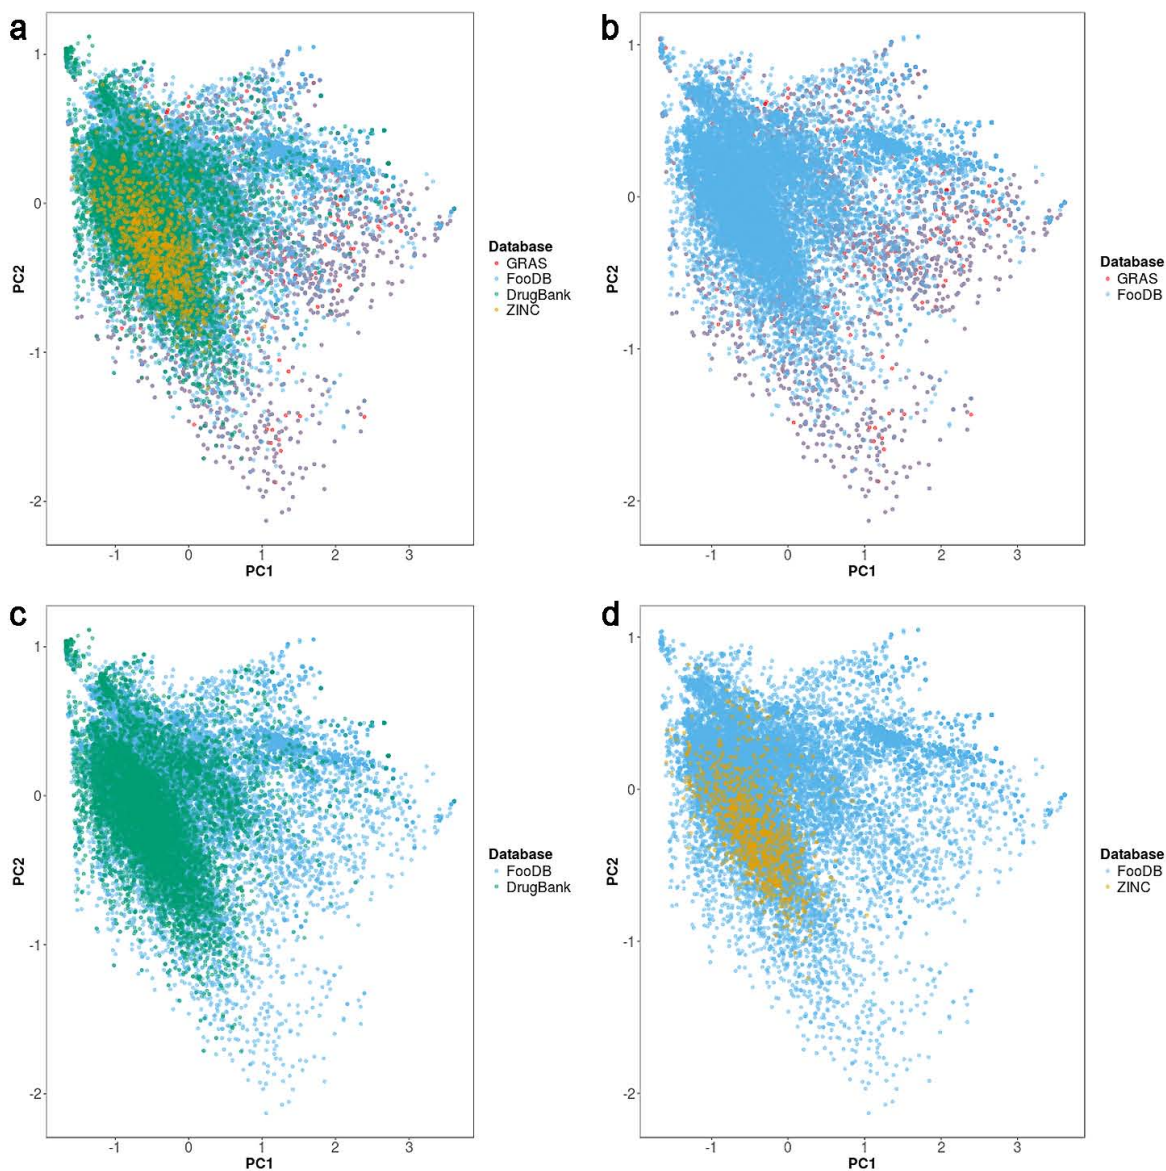 a
1
0
-1
-2
PC2
-1 0 1 2 3
PC1
Database
GRAS
FooDB
DrugBank
ZINC
b
1
0
-1
-2
PC2
-1 0 1 2 3
PC1
Database
GRAS
FooDB
c
1
0
-1
-2
PC2
-1 0 1 2 3
PC1
Database
FooDB
DrugBank
d
1
0
-1
-2
PC2
-1 0 1 2 3
PC1
Database
FooDB
ZINC